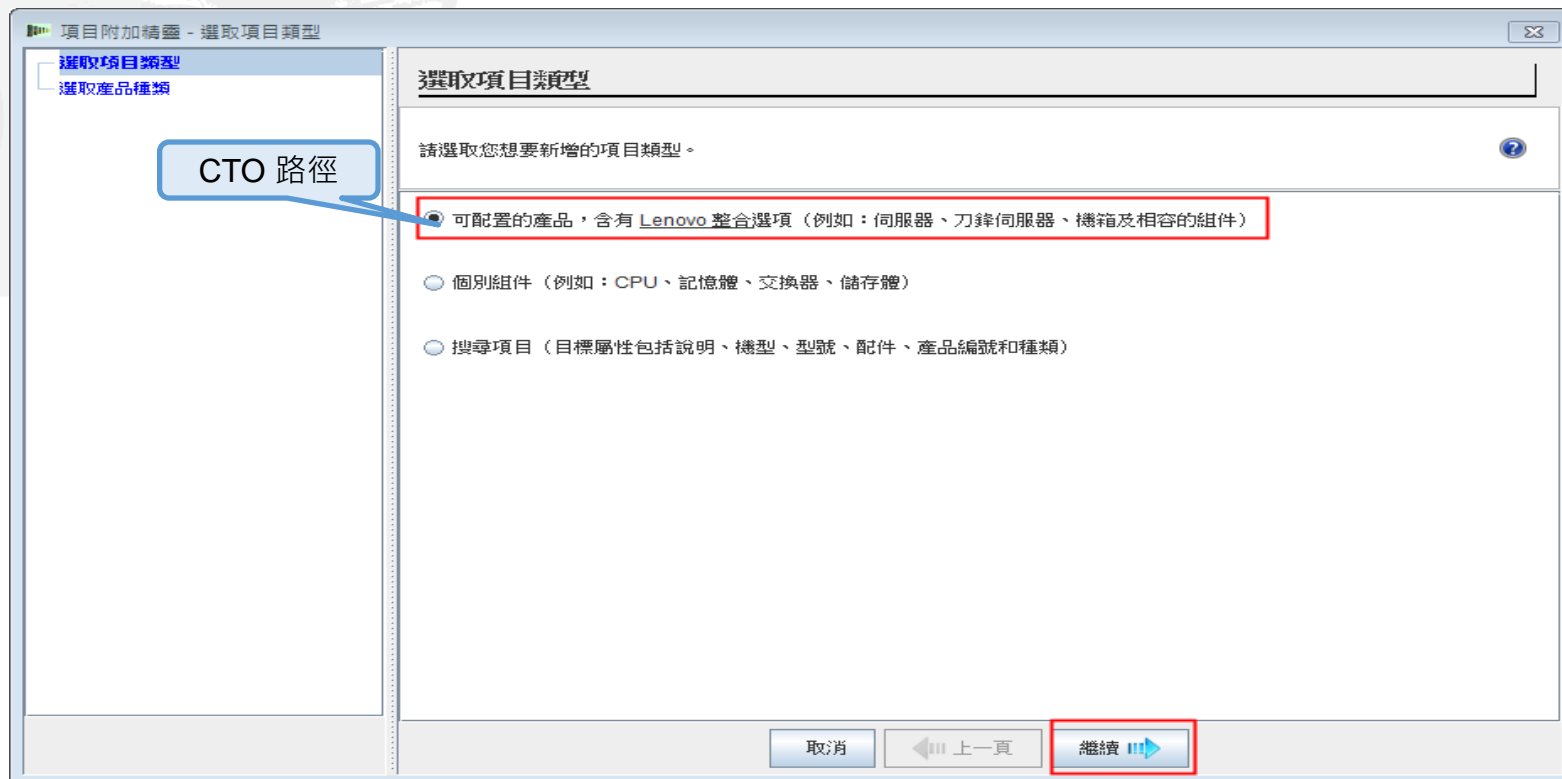 項目附加精靈 - 選取項目類型
選取項目類型
選取產品種類
選取項目類型
請選取您想要新增的項目類型。
CTO 路徑
可配置的產品，含有 Lenovo 整合選項（例如：伺服器、刀鋒伺服器、機箱及相容的組件）
個別組件（例如：CPU、記憶體、交換器、儲存體）
搜尋項目（目標屬性包括說明、機型、型號、配件、產品編號和種類）
取消
上一頁
繼續